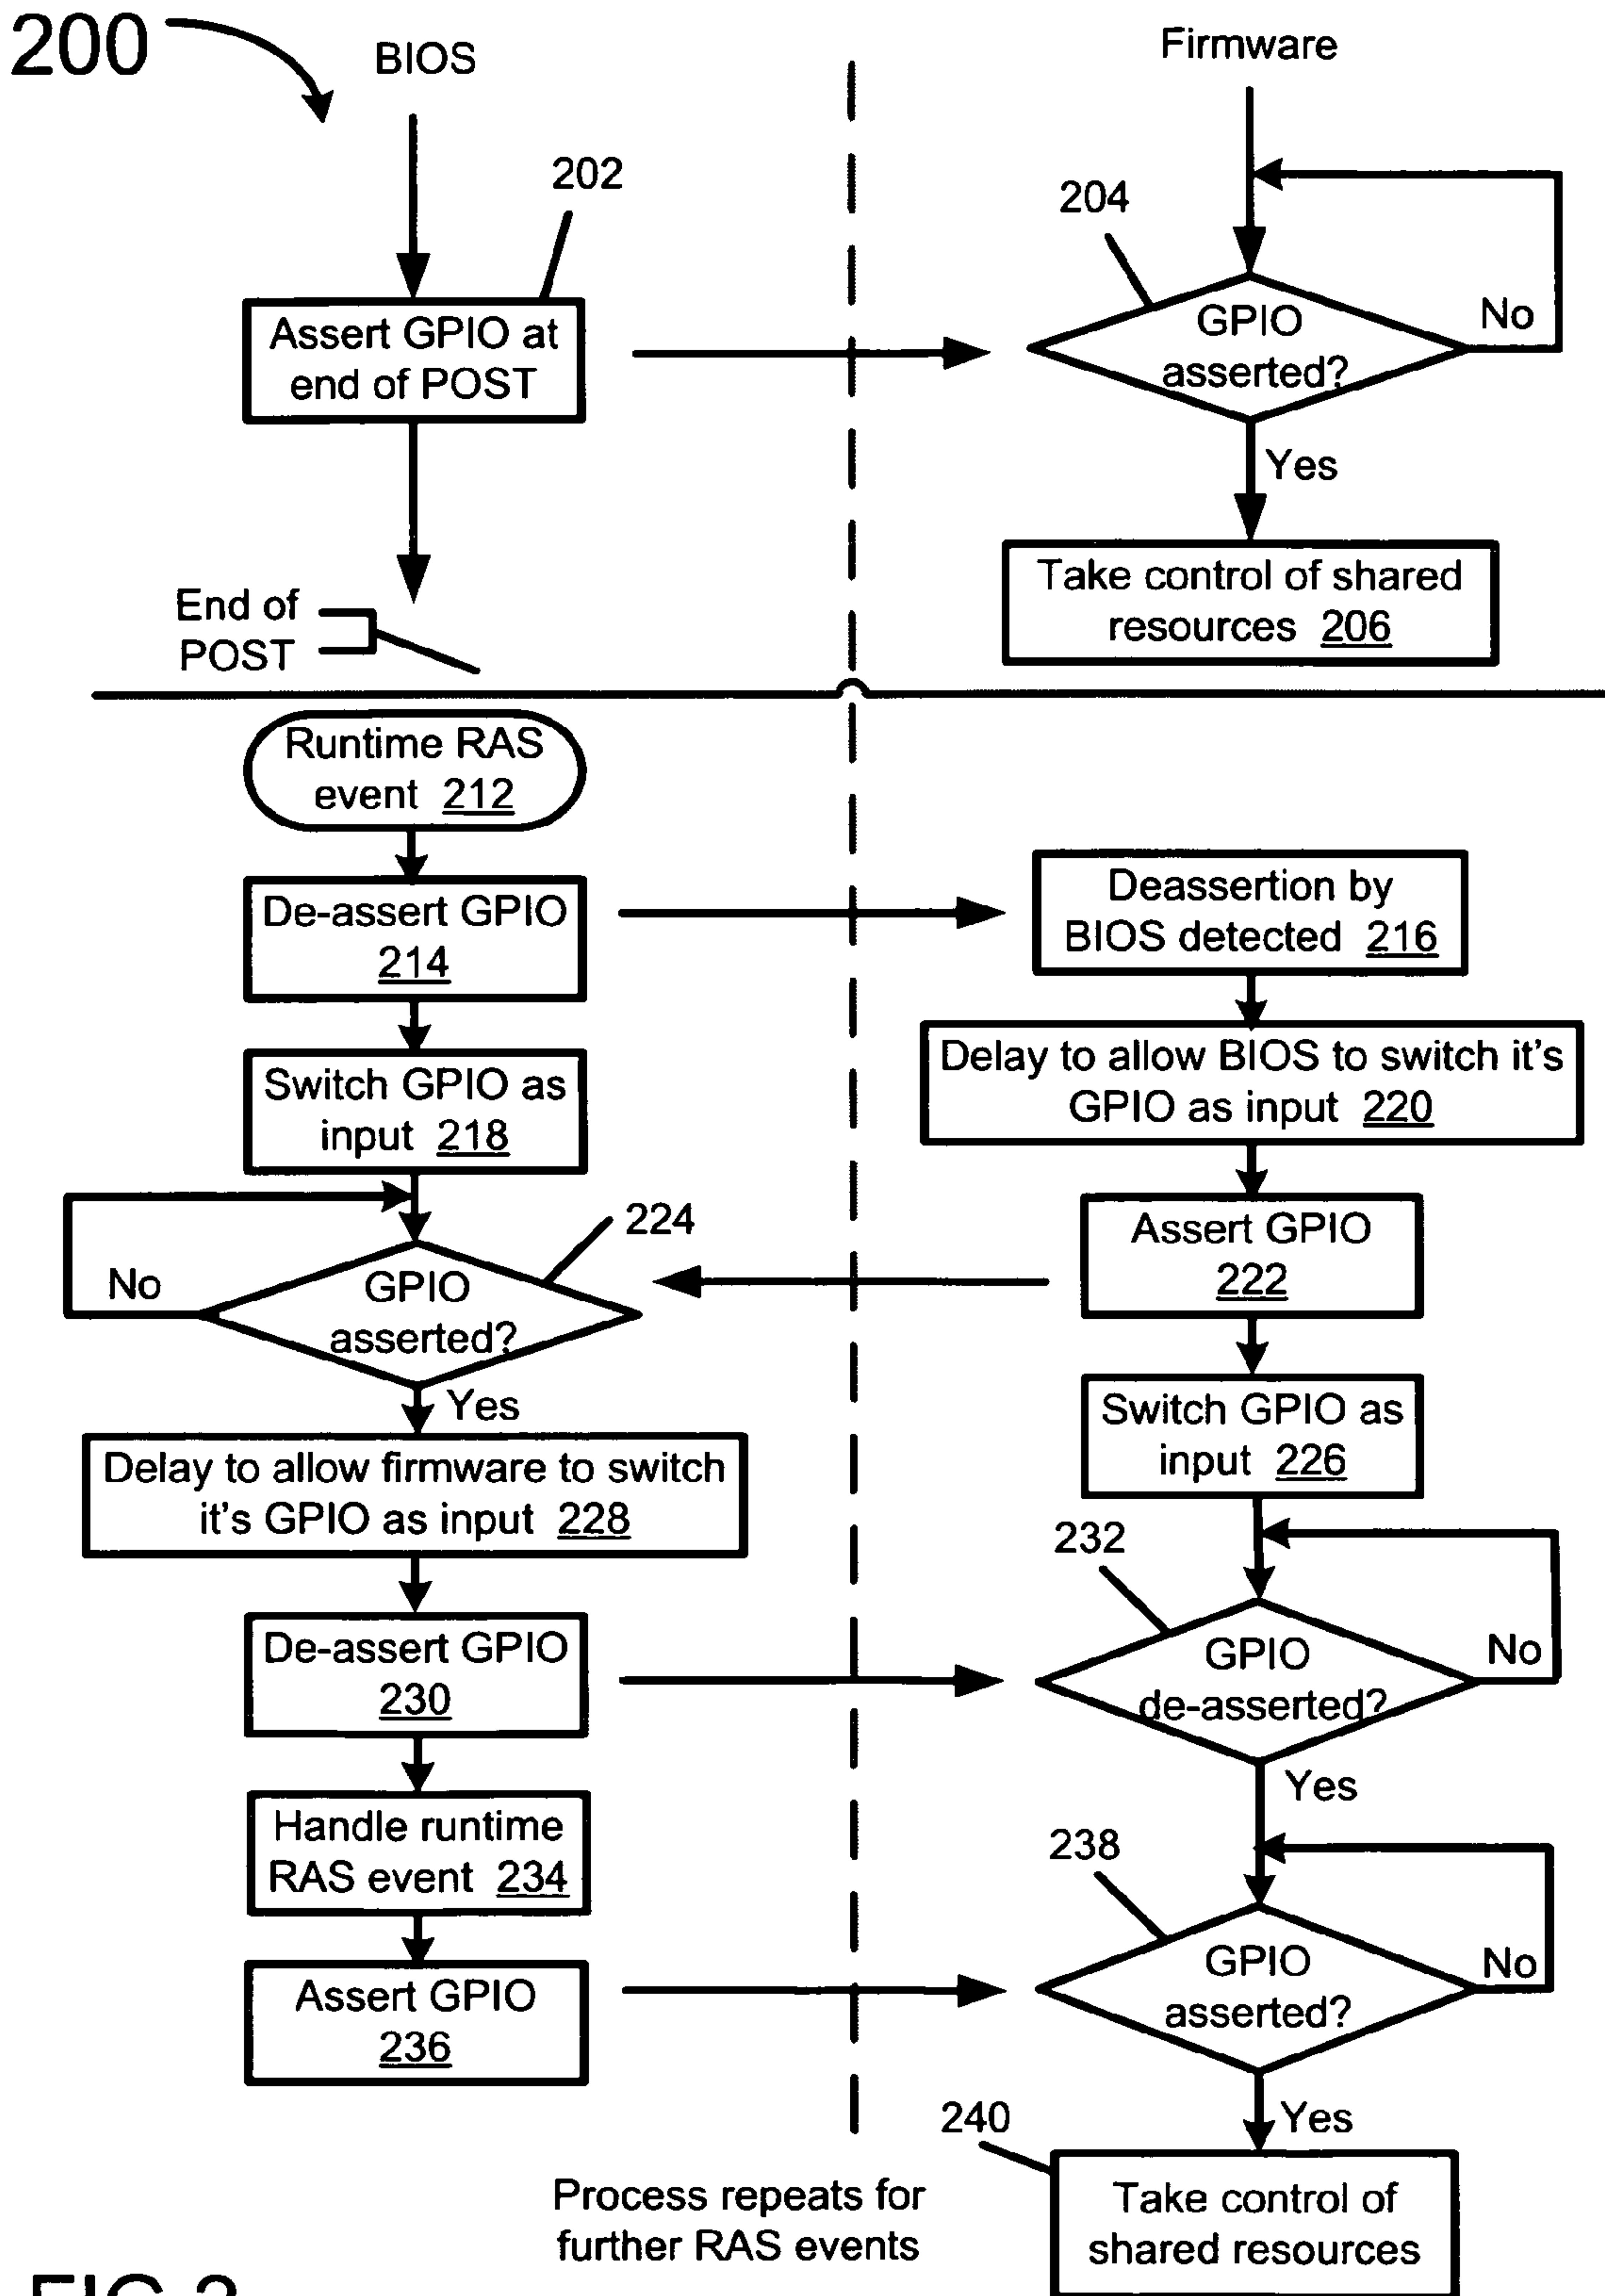 200
BIOS
Firmware
202
204
Assert GPIO at
end of POST
GPIO
asserted?
No
Yes
Take control of shared
resources 206
End of
POST
Runtime RAS
event 212
De-assert GPIO
214
Deassertion by
BIOS detected 216
Switch GPIO as
input 218
Delay to allow BIOS to switch it's
GPIO as input 220
Assert GPIO
222
224
GPIO
asserted?
No
Yes
Switch GPIO as
input 226
Delay to allow firmware to switch
it's GPIO as input 228
232
De-assert GPIO
230
GPIO
de-asserted?
No
Yes
Handle runtime
RAS event 234
238
Assert GPIO
236
GPIO
asserted?
No
Yes
240
Take control of
shared resources
Process repeats for
further RAS events